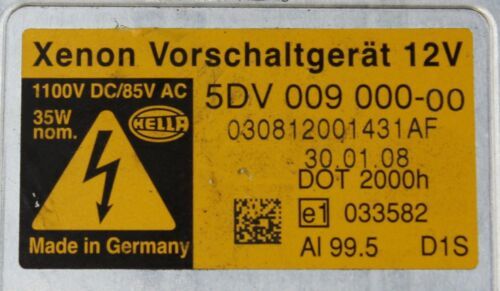 Xenon Vorschaltgerät 12V
1100V DC/85V AC
35W
nom.
HELLA
5DV 009 000-00
030812001431AF
30.01.08
DOT 2000h
e1 033582
Made in Germany
Al 99.5 D1S